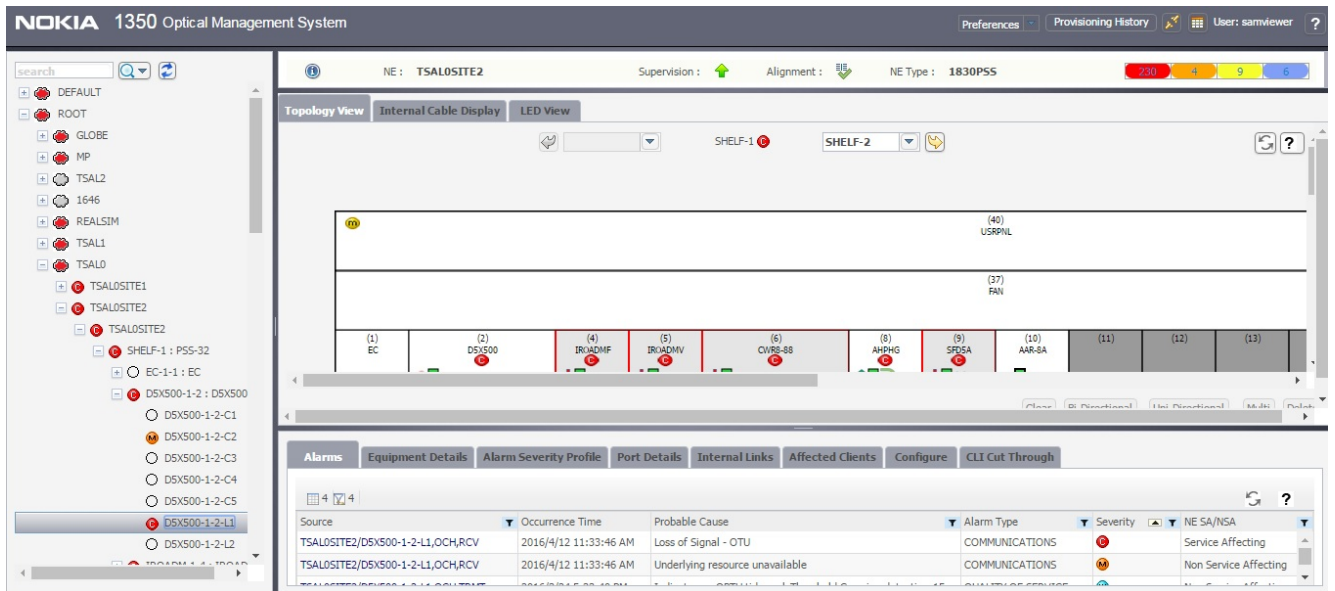 NOKIA 1350 Optical Management System
Preferences Provisioning History User: samviewer ?
search
DEFAULT
ROOT
GLOBE
MP
TSAL2
1646
REALSIM
TSAL1
TSAL0
C TSAL0SITE1
C TSAL0SITE2
C TSAL0SITE2
C SHELF-1 : PSS-32
EC-1-1 : EC
C D5X500-1-2 : D5X500
D5X500-1-2-C1
M D5X500-1-2-C2
D5X500-1-2-C3
D5X500-1-2-C4
D5X500-1-2-C5
C D5X500-1-2-L1
D5X500-1-2-L2
NE : TSAL0SITE2 Supervision : Alignment : NE Type : 1830PSS 230 4 9 6
Topology View Internal Cable Display LED View
SHELF-1 C SHELF-2 ?
m
(40)
USRPNL
(37)
FAN
(1) (2) (4) (5) (6) (8) (9) (10) (11) (12) (13)
EC D5X500 IROADMF IROADMV CWR8-88 AHPHG SFD5A AAR-8A
C C C C C C
Clear Bi-Directional Uni-Directional Multi
Alarms Equipment Details Alarm Severity Profile Port Details Internal Links Affected Clients Configure CLI Cut Through
4 4 ?
Source Occurrence Time Probable Cause Alarm Type Severity NE SA/NSA
TSAL0SITE2/D5X500-1-2-L1,OCH,RCV 2016/4/12 11:33:46 AM Loss of Signal - OTU COMMUNICATIONS C Service Affecting
TSAL0SITE2/D5X500-1-2-L1,OCH,RCV 2016/4/12 11:33:46 AM Underlying resource unavailable COMMUNICATIONS M Non Service Affecting